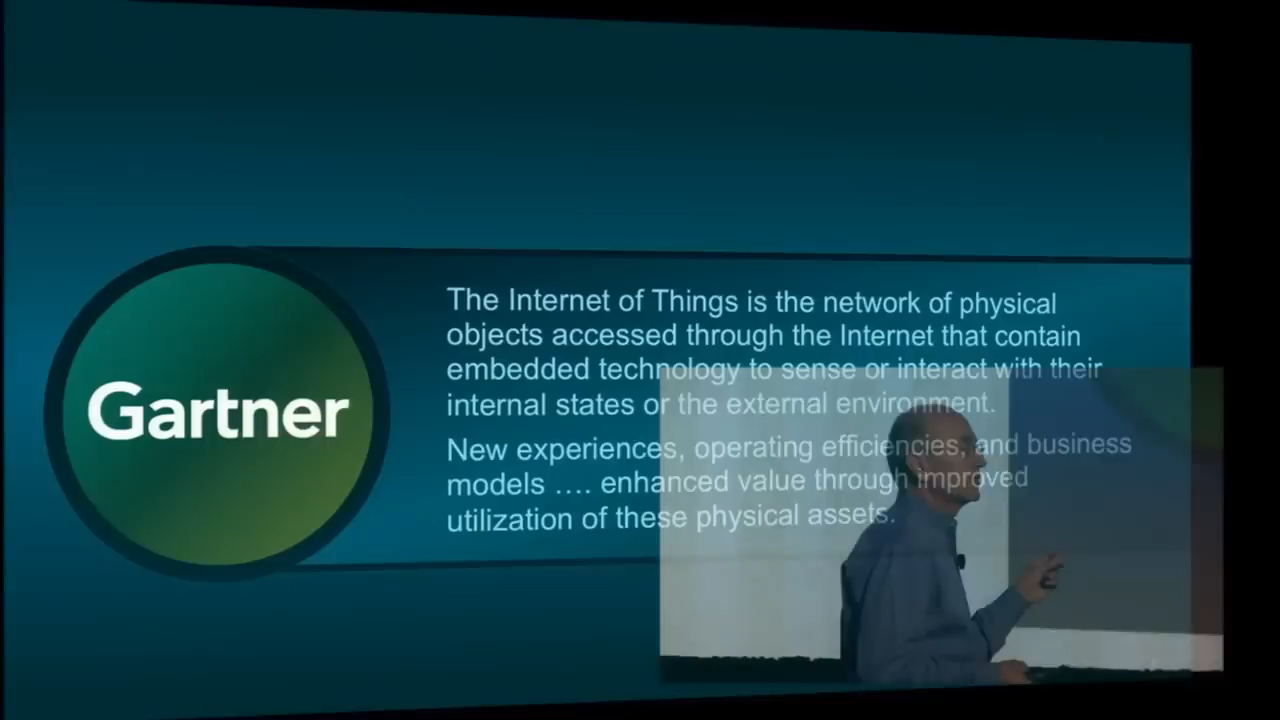 Gartner
The Internet of Things is the network of physical
objects accessed through the Internet that contain
embedded technology to sense or interact with their
internal states or the external environment.
New experiences, operating efficiencies, and business
models .... enhanced value through improved
utilization of these physical assets.